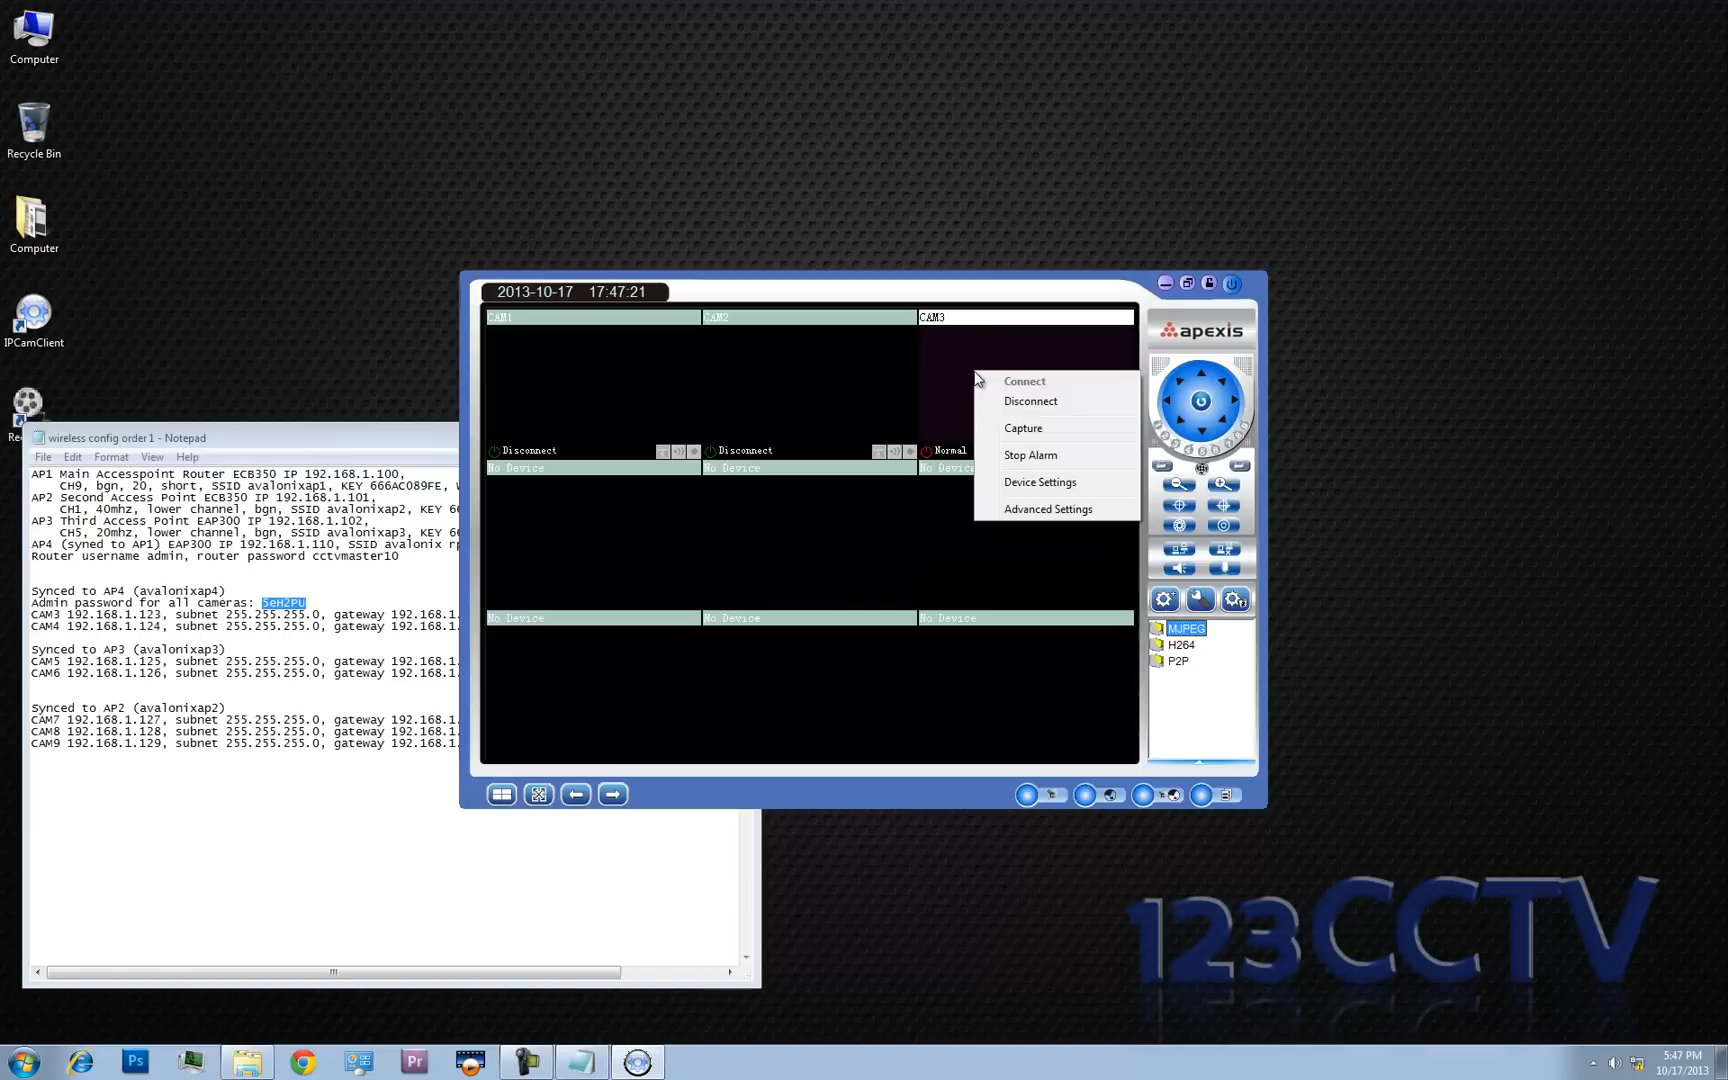 Computer
Recycle Bin
Computer
IPCamClient
wireless config order1 - Notepad
File Edit Format View Help
AP1 Main Accesspoint Router ECB350 IP 192.168.1.100,
CH9, bgn, 20, short, SSID avalonixap1, KEY 666AC089FE,
AP2 Second Access Point ECB350 IP 192.168.1.101,
CH1, 40mhz, lower channel, bgn, SSID avalonixap2, KEY
AP3 Third Access Point EAP300 IP 192.168.1.102,
CH5, 20mhz, lower channel, bgn, SSID avalonixap3, KEY
AP4 (syned to AP1) EAP300 IP 192.168.1.110, SSID avalonix
Router username admin, router password cctvmaster10
Synced to AP4 (avalonixap4)
Admin password for all cameras: 5eH2PU
CAM3 192.168.1.123, subnet 255.255.255.0, gateway 192.168.1.
CAM4 192.168.1.124, subnet 255.255.255.0, gateway 192.168.1.
Synced to AP3 (avalonixap3)
CAM5 192.168.1.125, subnet 255.255.255.0, gateway 192.168.1.
CAM6 192.168.1.126, subnet 255.255.255.0, gateway 192.168.1.
Synced to AP2 (avalonixap2)
CAM7 192.168.1.127, subnet 255.255.255.0, gateway 192.168.1.
CAM8 192.168.1.128, subnet 255.255.255.0, gateway 192.168.1.
CAM9 192.168.1.129, subnet 255.255.255.0, gateway 192.168.1.
2013-10-17 17:47:21
CAM1 CAM2 CAM3
Disconnect Disconnect Normal
No Device No Device No Device
No Device No Device No Device
Connect
Disconnect
Capture
Stop Alarm
Device Settings
Advanced Settings
apexis
MJPEG
H264
P2P
123CCTV
Ps
Pr
5:47 PM
10/17/2013